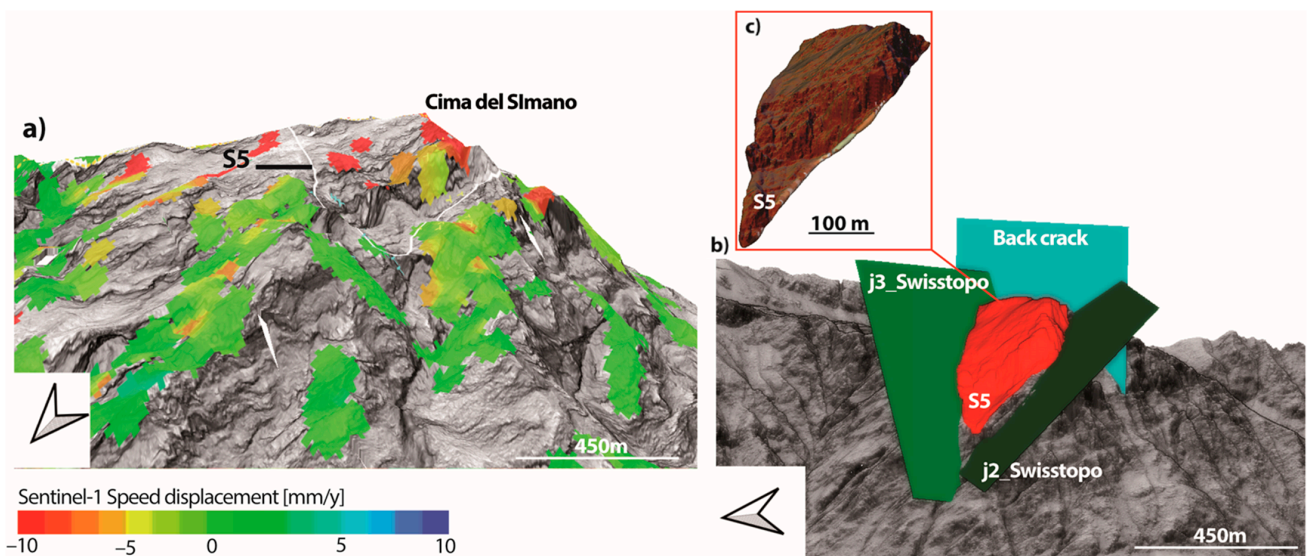 a)
Cima del SImano
S5
450m
Sentinel-1 Speed displacement [mm/y]
−10 −5 0 5 10
c)
S5
100 m
b)
Back crack
j3_Swisstopo
S5
j2_Swisstopo
450m